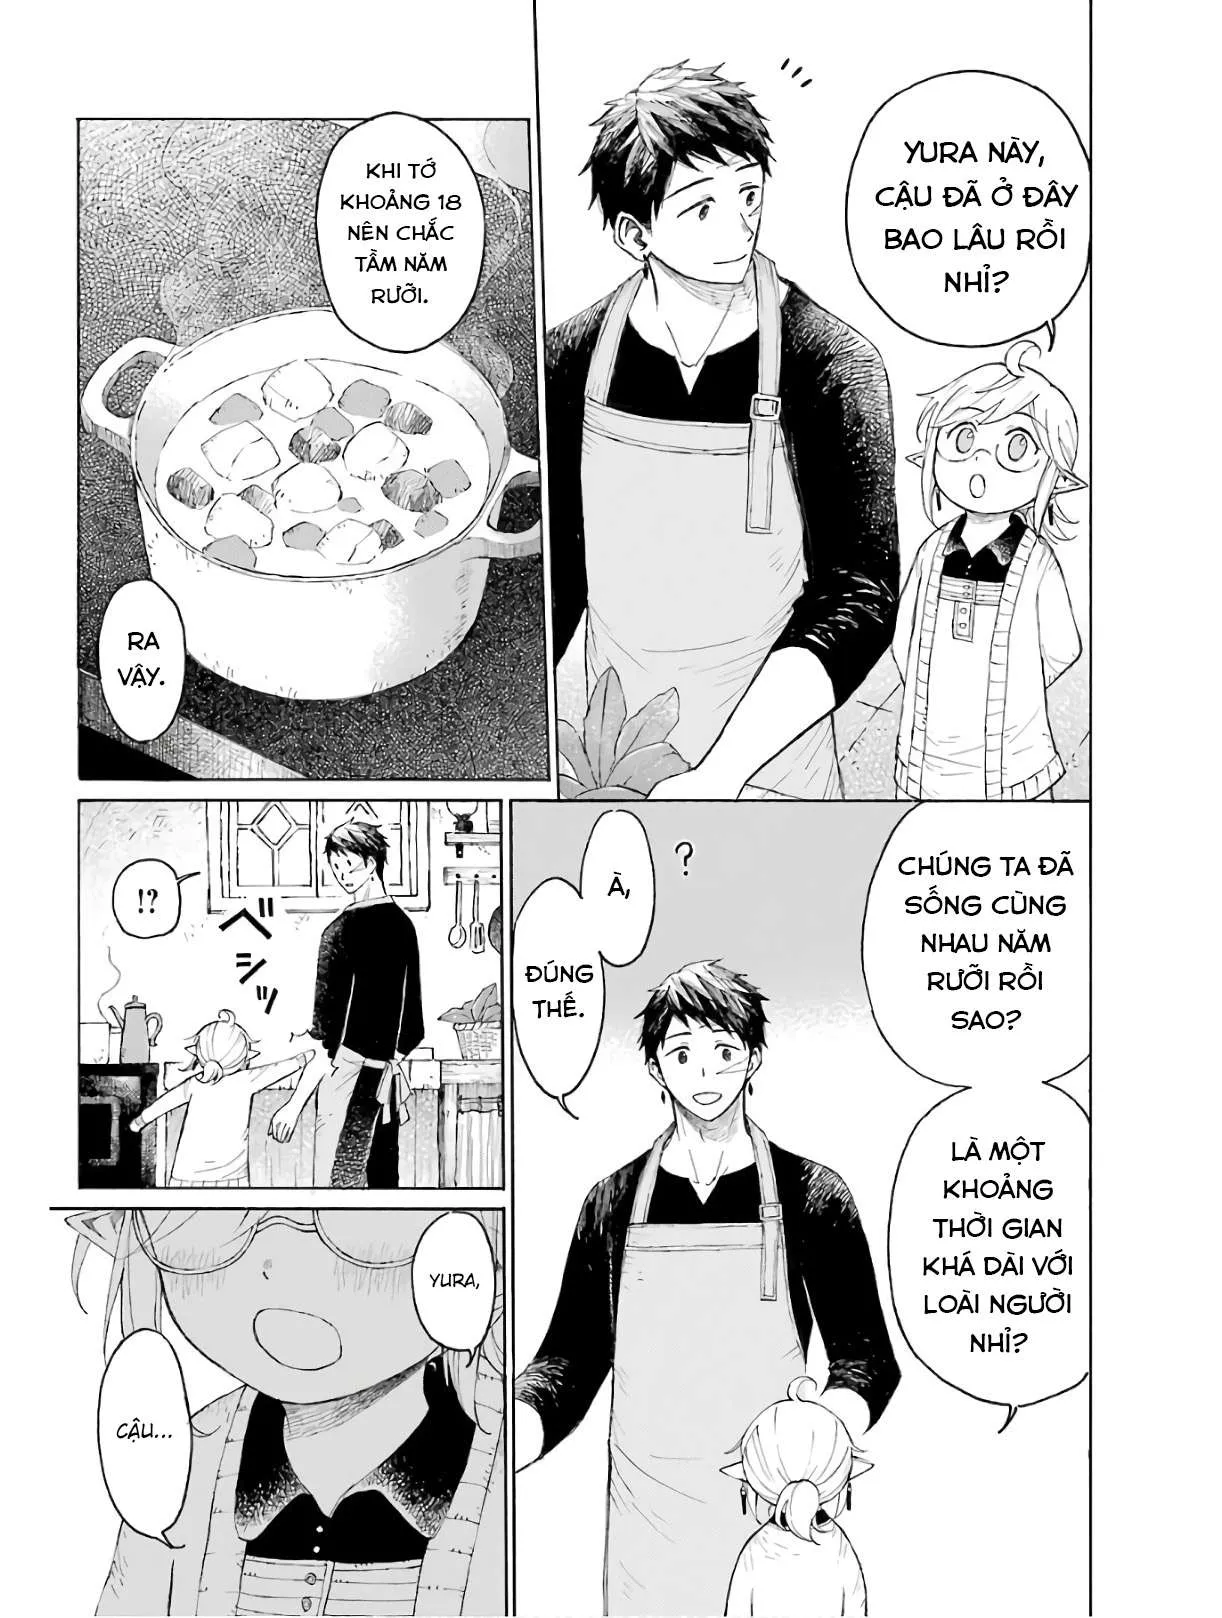 YURA NÀY,
CẬU ĐÃ Ở ĐÂY
BAO LÂU RỒI
NHỈ?
KHI TỚ
KHOẢNG 18
NÊN CHẮC
TẦM NĂM
RƯỠI.
RA
VẬY.
CHÚNG TA ĐÃ
SỐNG CÙNG
NHAU NĂM
RƯỠI RỒI
SAO?
LÀ MỘT
KHOẢNG
THỜI GIAN
KHÁ DÀI VỚI
LOÀI NGƯỜI
NHỈ?
?
À,
ĐÚNG
THẾ.
!?
ペシッ
YURA,
CẬU...